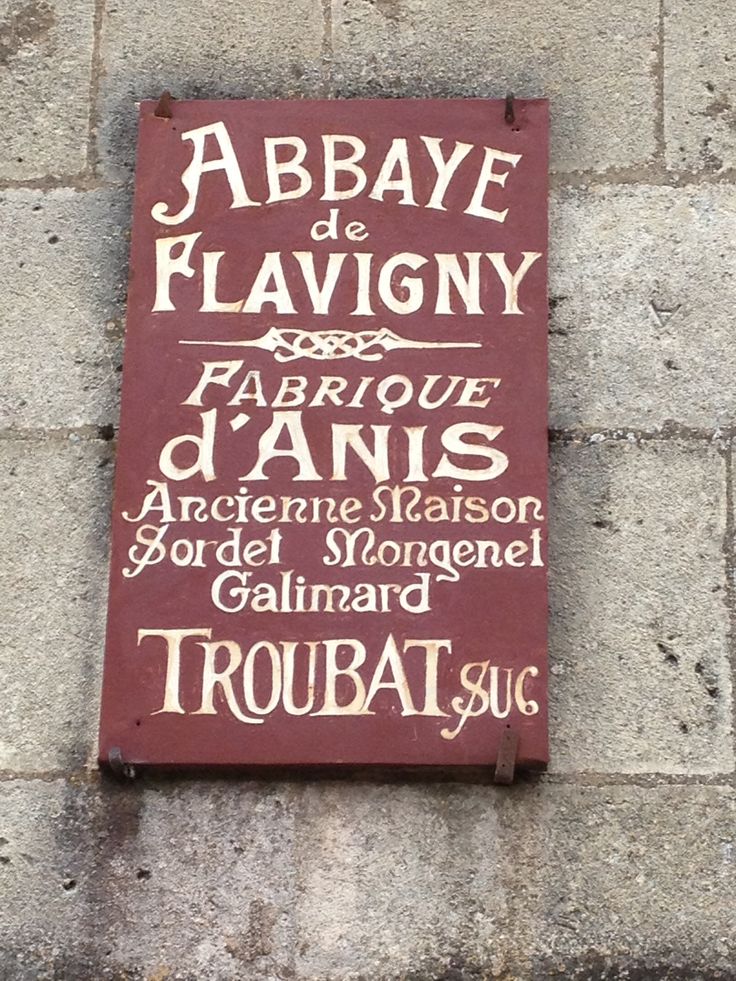 ABBAYE
de
FLAVIGNY
FABRIQUE
d'ANIS
Ancienne Maison
Sordet Mongenet
Galimard
TROUBAT SUC